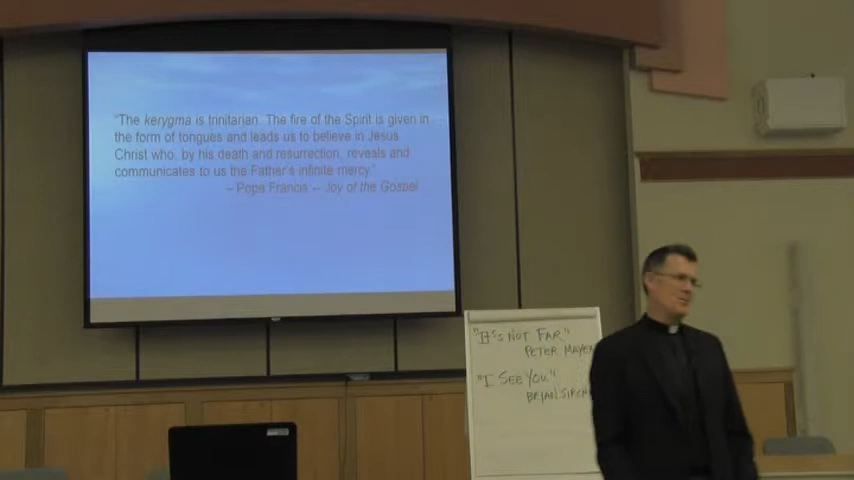 "The kerygma is trinitarian. The fire of the Spirit is given in
the form of tongues and leads us to believe in Jesus
Christ who, by his death and resurrection, reveals and
communicates to us the Father's infinite mercy."
– Pope Francis – Joy of the Gospel
"It's Not Far"
Peter Mayer
"I See You"
Brian